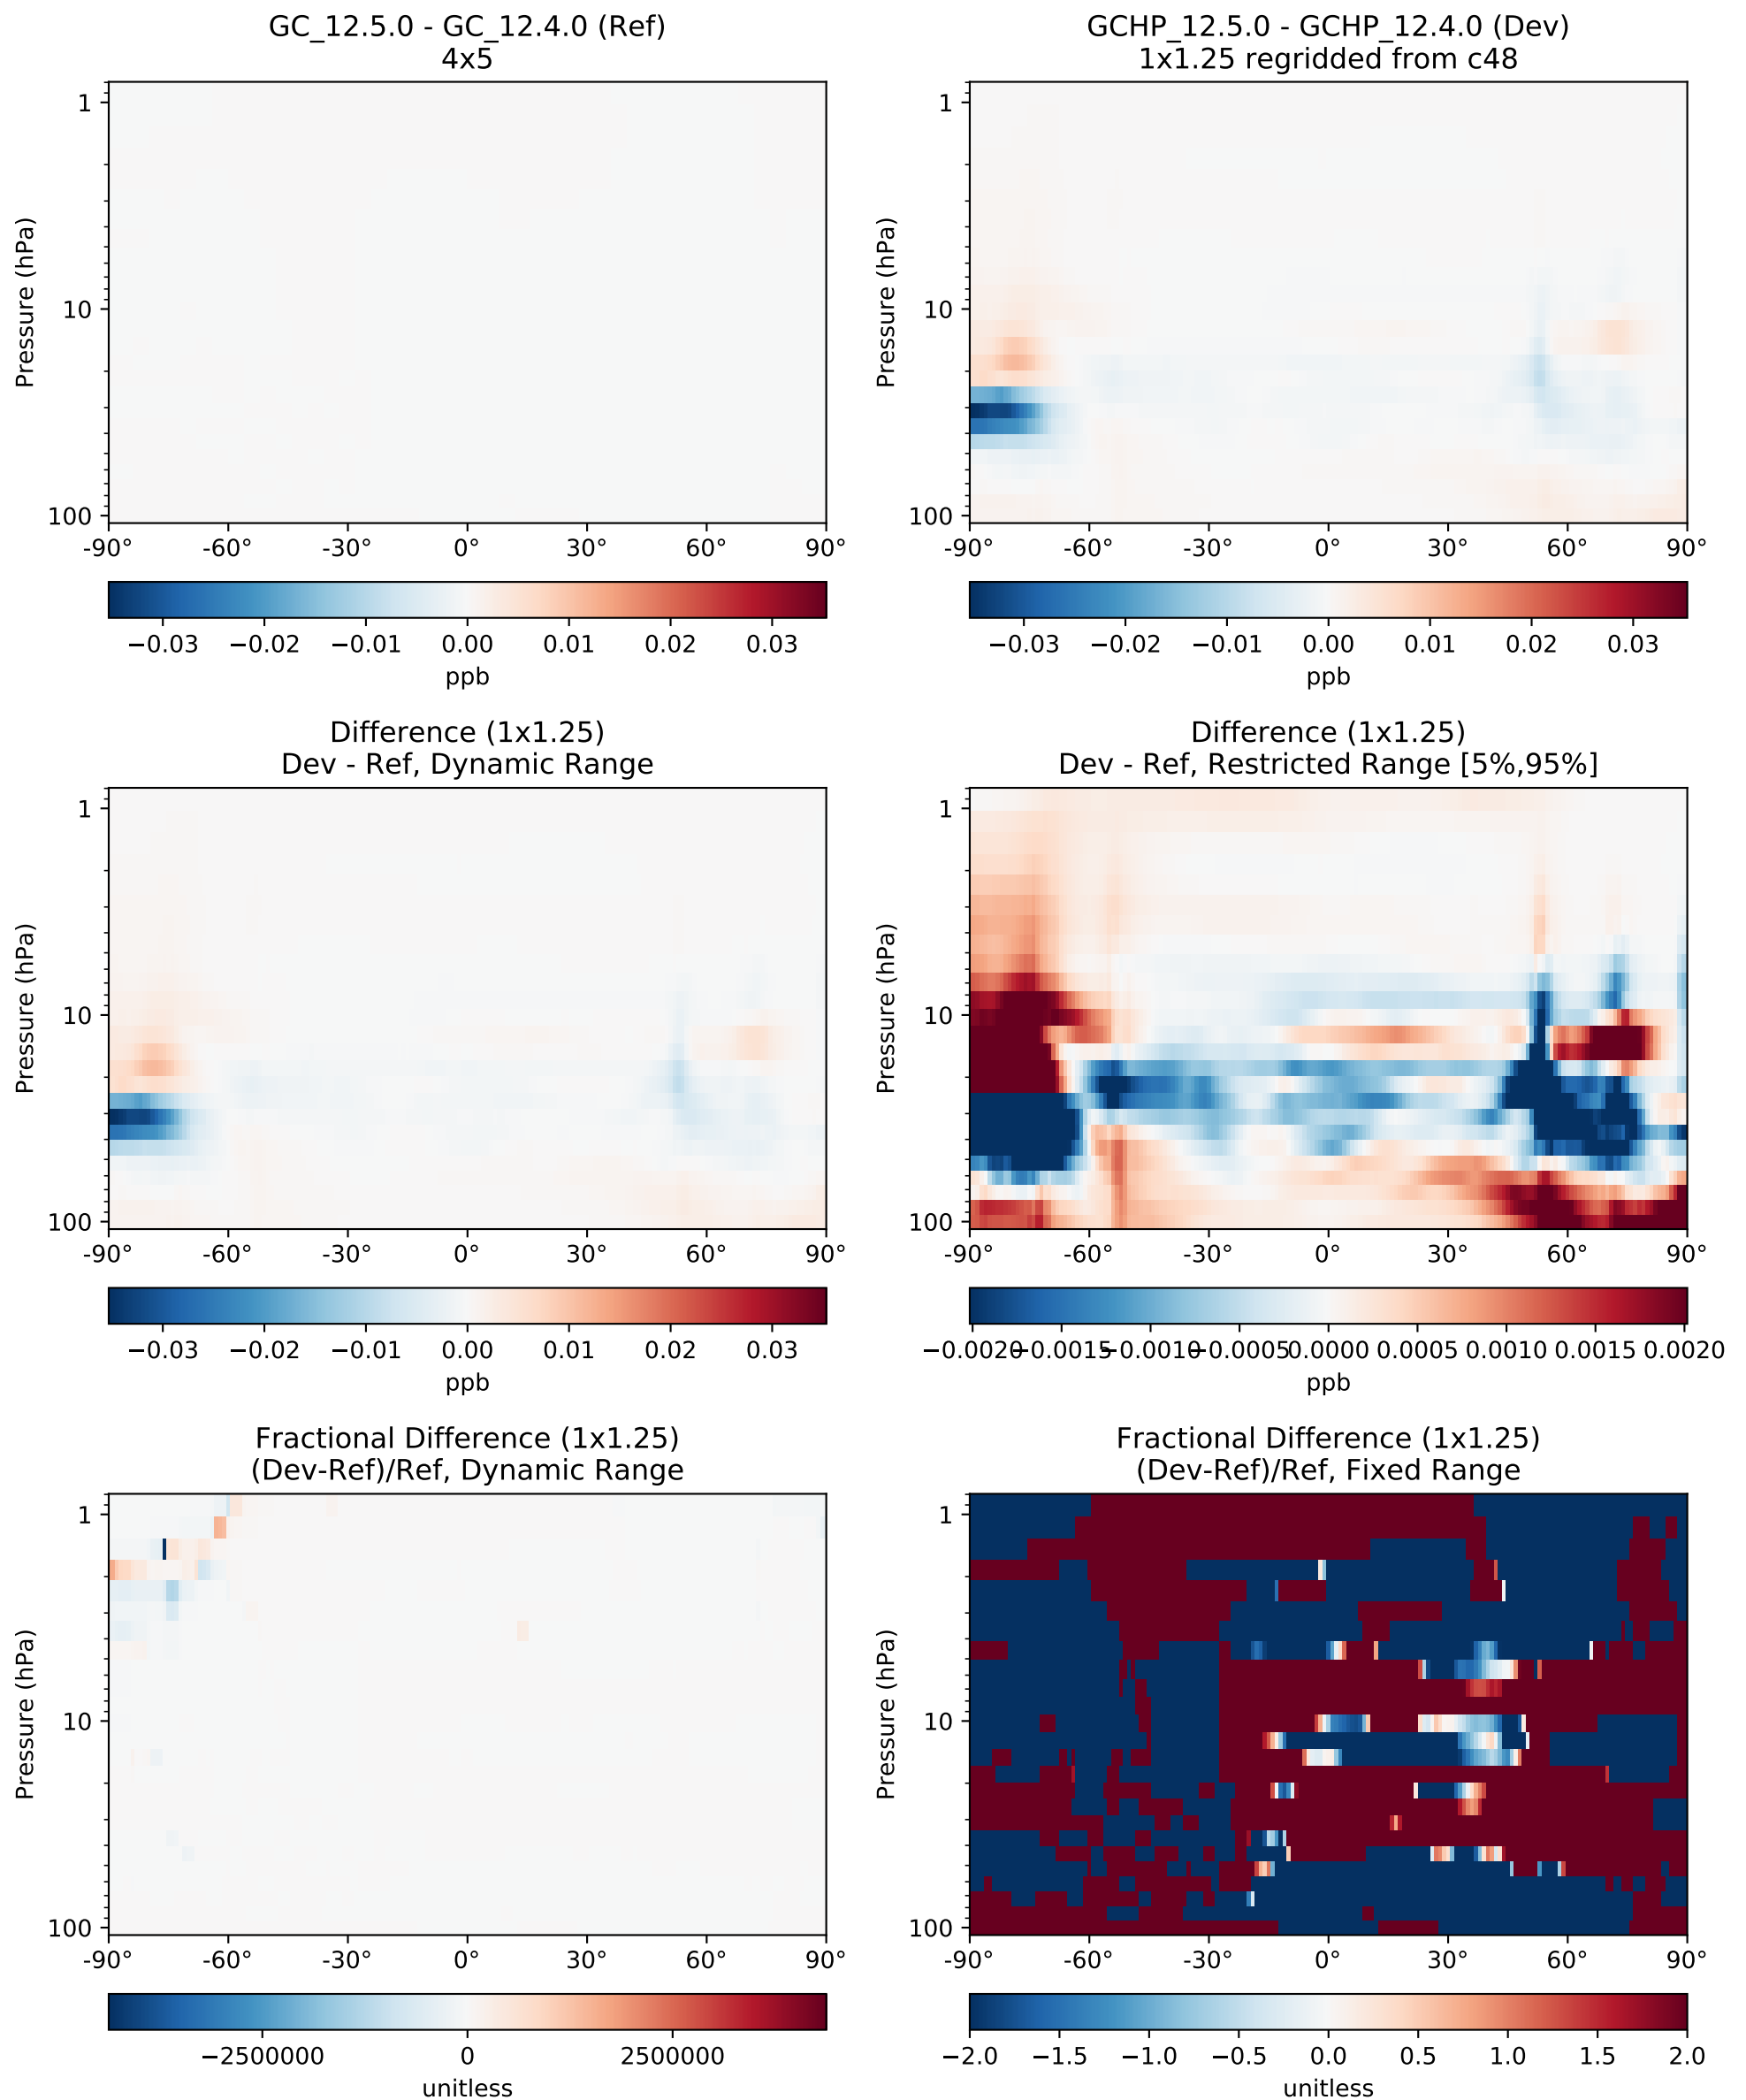 GC_12.5.0 - GC_12.4.0 (Ref)
4x5
GCHP_12.5.0 - GCHP_12.4.0 (Dev)
1x1.25 regridded from c48
Pressure (hPa)
1
10
100
-90° -60° -30° 0° 30° 60° 90°
−0.03 −0.02 −0.01 0.00 0.01 0.02 0.03
ppb
Pressure (hPa)
1
10
100
-90° -60° -30° 0° 30° 60° 90°
−0.03 −0.02 −0.01 0.00 0.01 0.02 0.03
ppb
Difference (1x1.25)
Dev - Ref, Dynamic Range
Difference (1x1.25)
Dev - Ref, Restricted Range [5%,95%]
Pressure (hPa)
1
10
100
-90° -60° -30° 0° 30° 60° 90°
−0.03 −0.02 −0.01 0.00 0.01 0.02 0.03
ppb
Pressure (hPa)
1
10
100
-90° -60° -30° 0° 30° 60° 90°
−0.0020 −0.0015 −0.0010 −0.0005 0.0000 0.0005 0.0010 0.0015 0.0020
ppb
Fractional Difference (1x1.25)
(Dev-Ref)/Ref, Dynamic Range
Fractional Difference (1x1.25)
(Dev-Ref)/Ref, Fixed Range
Pressure (hPa)
1
10
100
-90° -60° -30° 0° 30° 60° 90°
−2500000 0 2500000
unitless
Pressure (hPa)
1
10
100
-90° -60° -30° 0° 30° 60° 90°
−2.0 −1.5 −1.0 −0.5 0.0 0.5 1.0 1.5 2.0
unitless